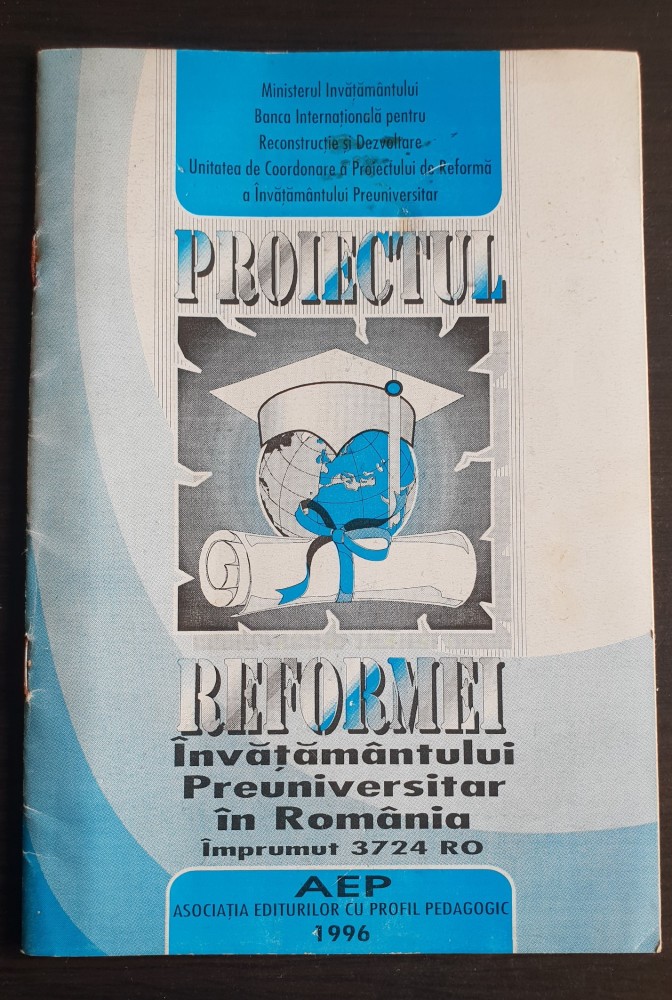 Ministerul Învățământului
Banca Internațională pentru
Reconstrucție și Dezvoltare
Unitatea de Coordonare a Proiectului de Reformă
a Învățământului Preuniversitar
PROIECTUL
REFORMEI
Învățământului
Preuniversitar
în România
Împrumut 3724 RO
AEP
ASOCIAȚIA EDITURILOR CU PROFIL PEDAGOGIC
1996